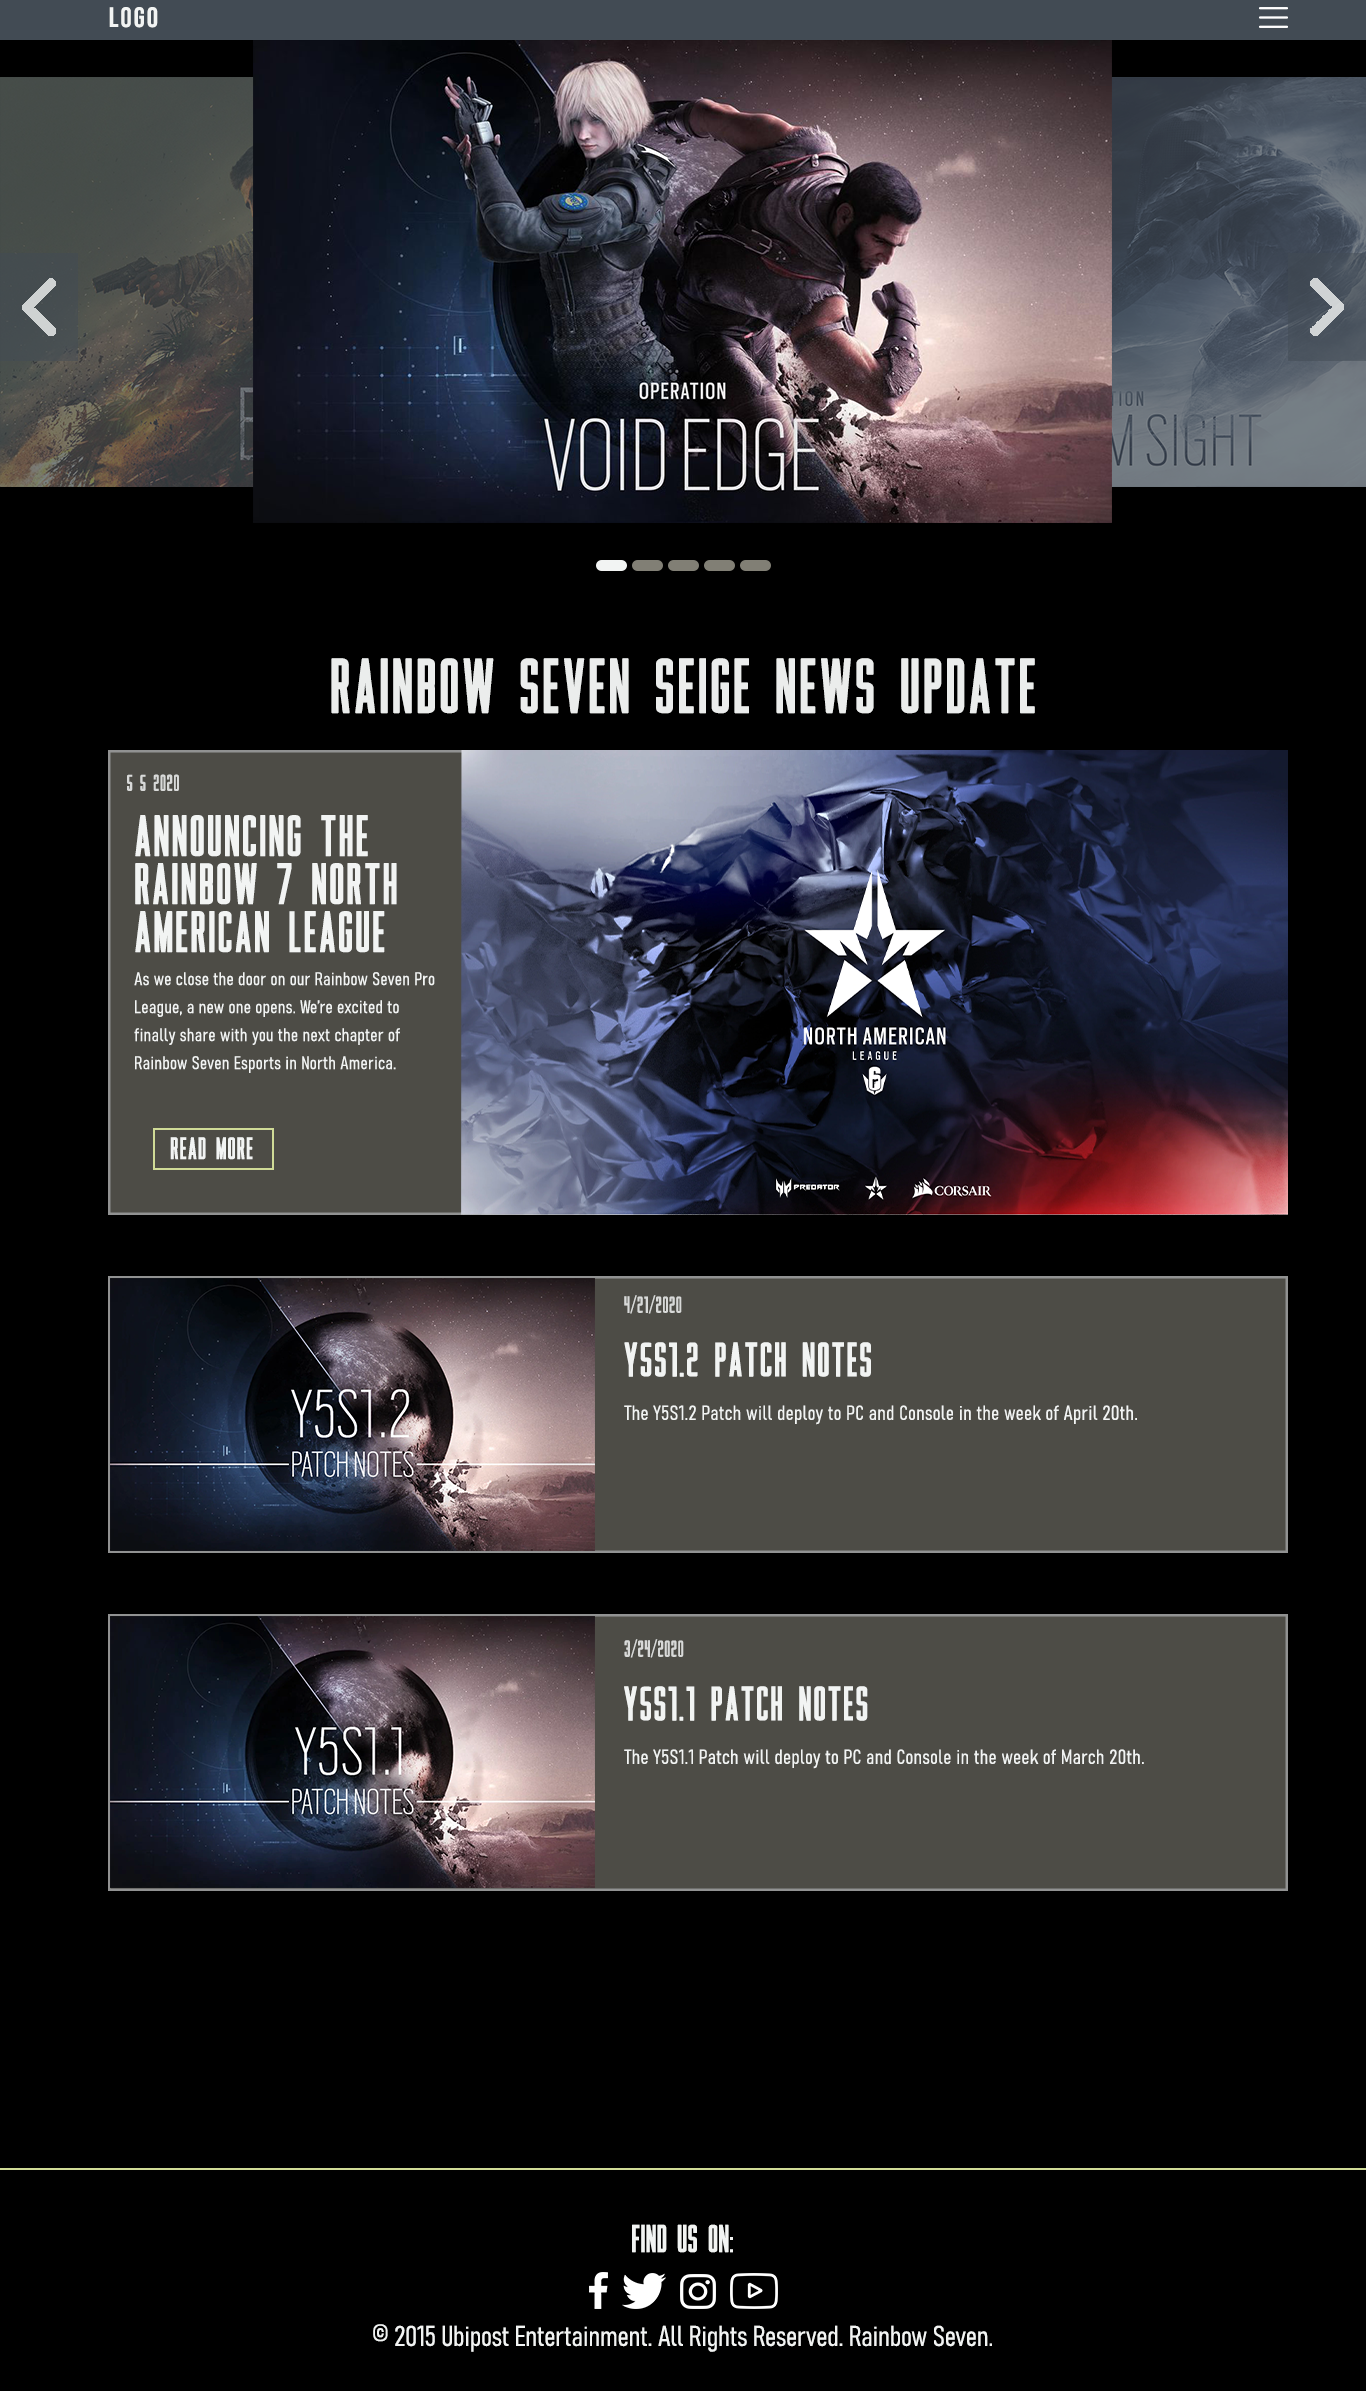 LOGO
OPERATION
VOID EDGE
M SIGHT
RAINBOW SEVEN SEIGE NEWS UPDATE
5 5 2020
ANNOUNCING THE
RAINBOW 7 NORTH
AMERICAN LEAGUE
As we close the door on our Rainbow Seven Pro
League, a new one opens. We're excited to
finally share with you the next chapter of
Rainbow Seven Esports in North America.
READ MORE
NORTH AMERICAN
LEAGUE
PREDATOR
CORSAIR
Y5S1.2
PATCH NOTES
4/21/2020
Y5S1.2 PATCH NOTES
The Y5S1.2 Patch will deploy to PC and Console in the week of April 20th.
Y5S1.1
PATCH NOTES
3/24/2020
Y5S1.1 PATCH NOTES
The Y5S1.1 Patch will deploy to PC and Console in the week of March 20th.
FIND US ON:
© 2015 Ubipost Entertainment. All Rights Reserved. Rainbow Seven.